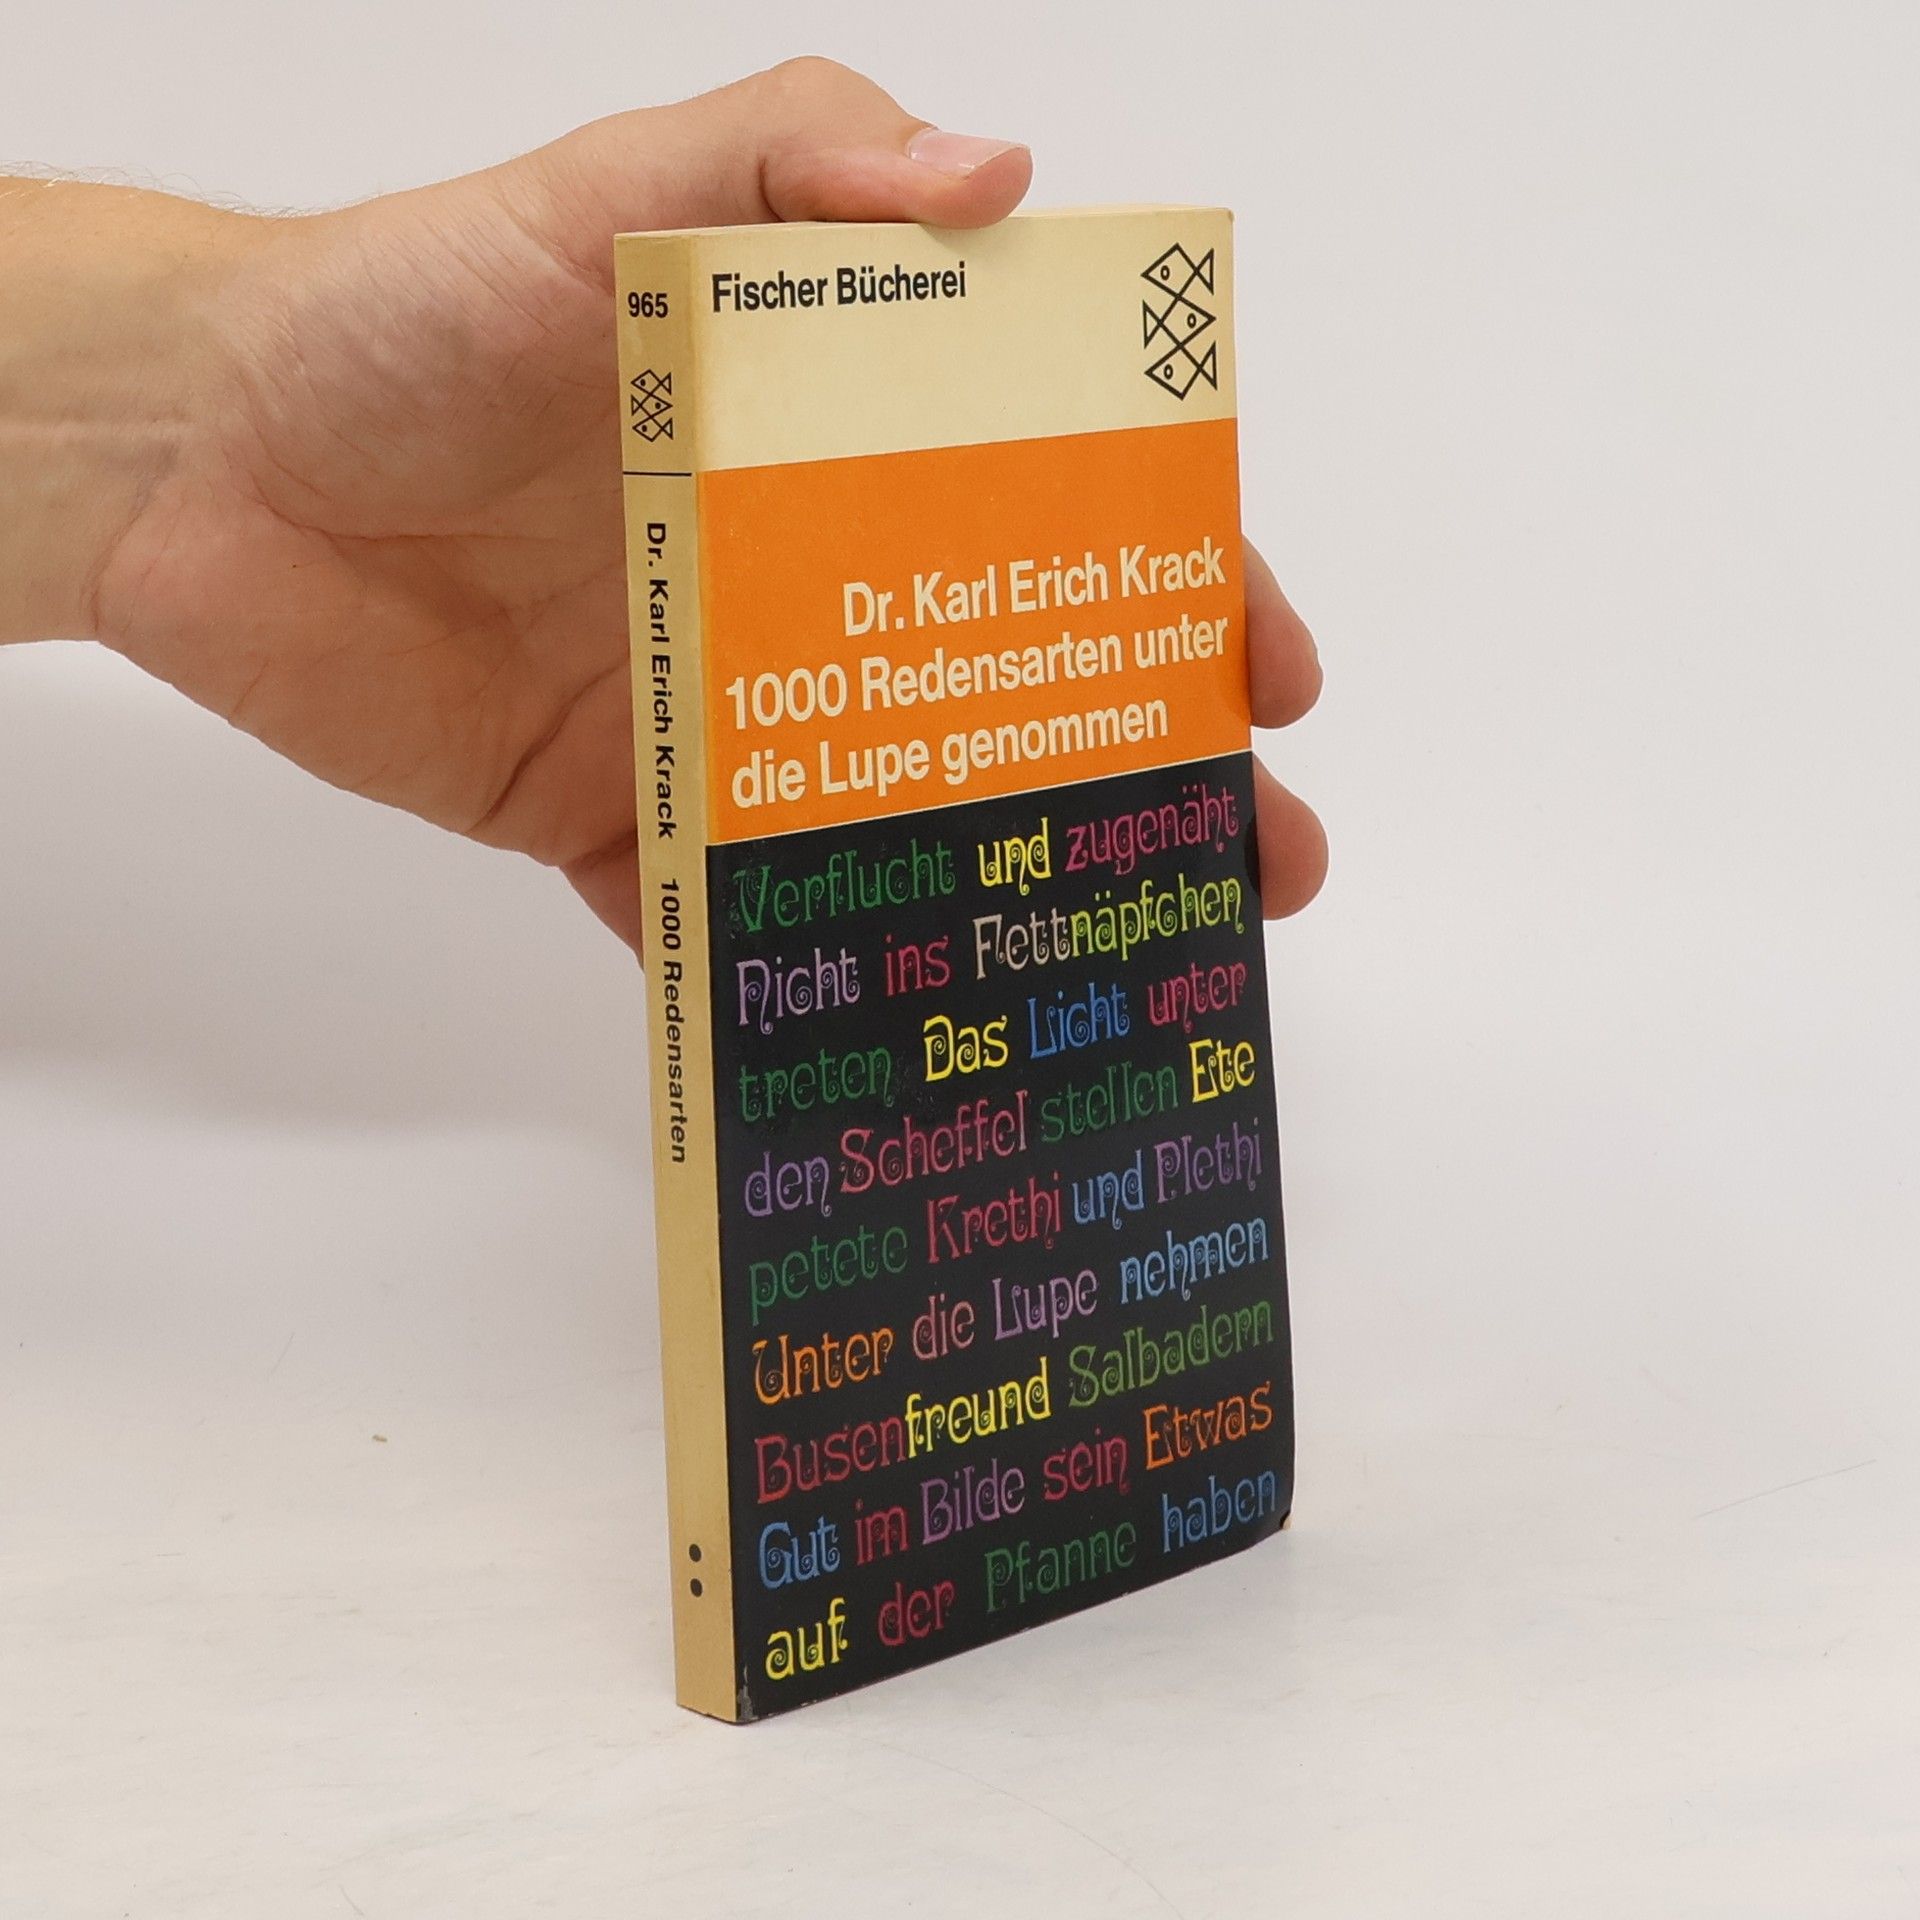 965
Dr. Karl Erich Krack 1000 Redensarten
Fischer Bücherei
Dr. Karl Erich Krack
1000 Redensarten unter
die Lupe genommen
Verflucht und zugenäht
Nicht ins Fettnäpfchen
treten Das Licht unter
den Scheffel stellen Ete
petete Krethi und Plethi
Unter die Lupe nehmen
Busenfreund Salbadern
Gut im Bilde sein Etwas
auf der Pfanne haben